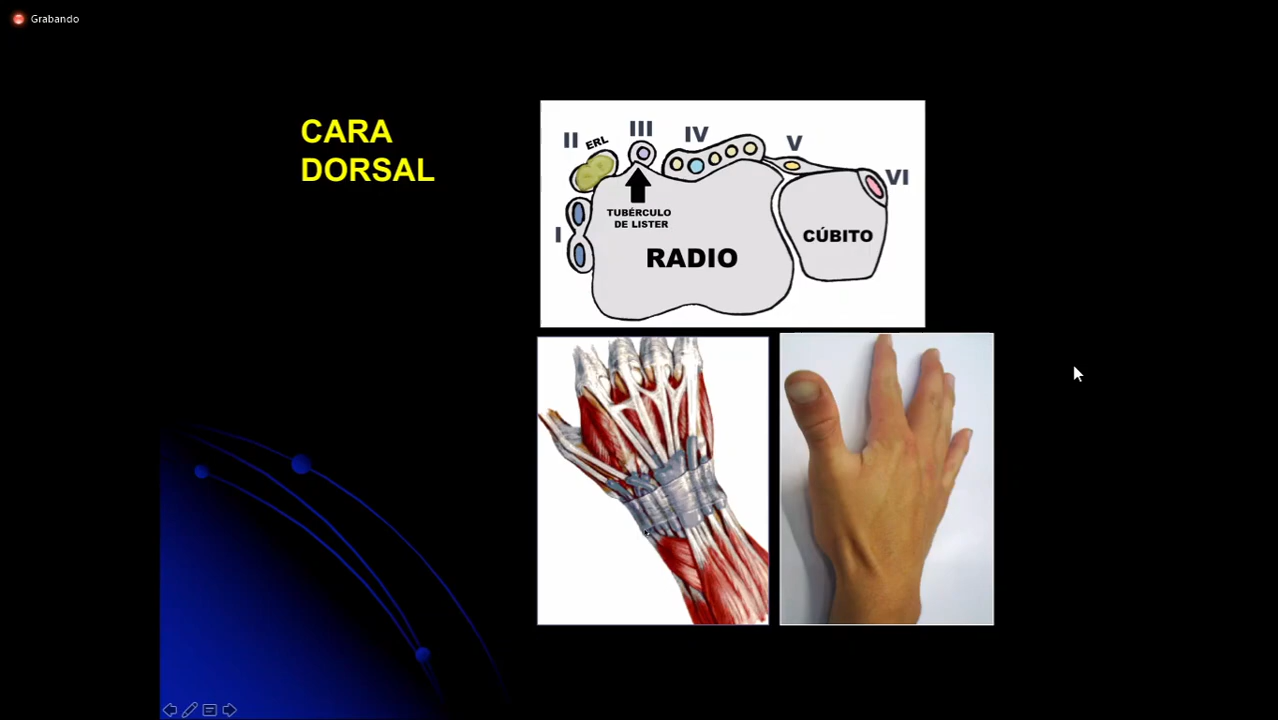 Grabando
CARA
DORSAL
II
ERL
III
IV
V
VI
I
TUBÉRCULO
DE LISTER
RADIO
CÚBITO